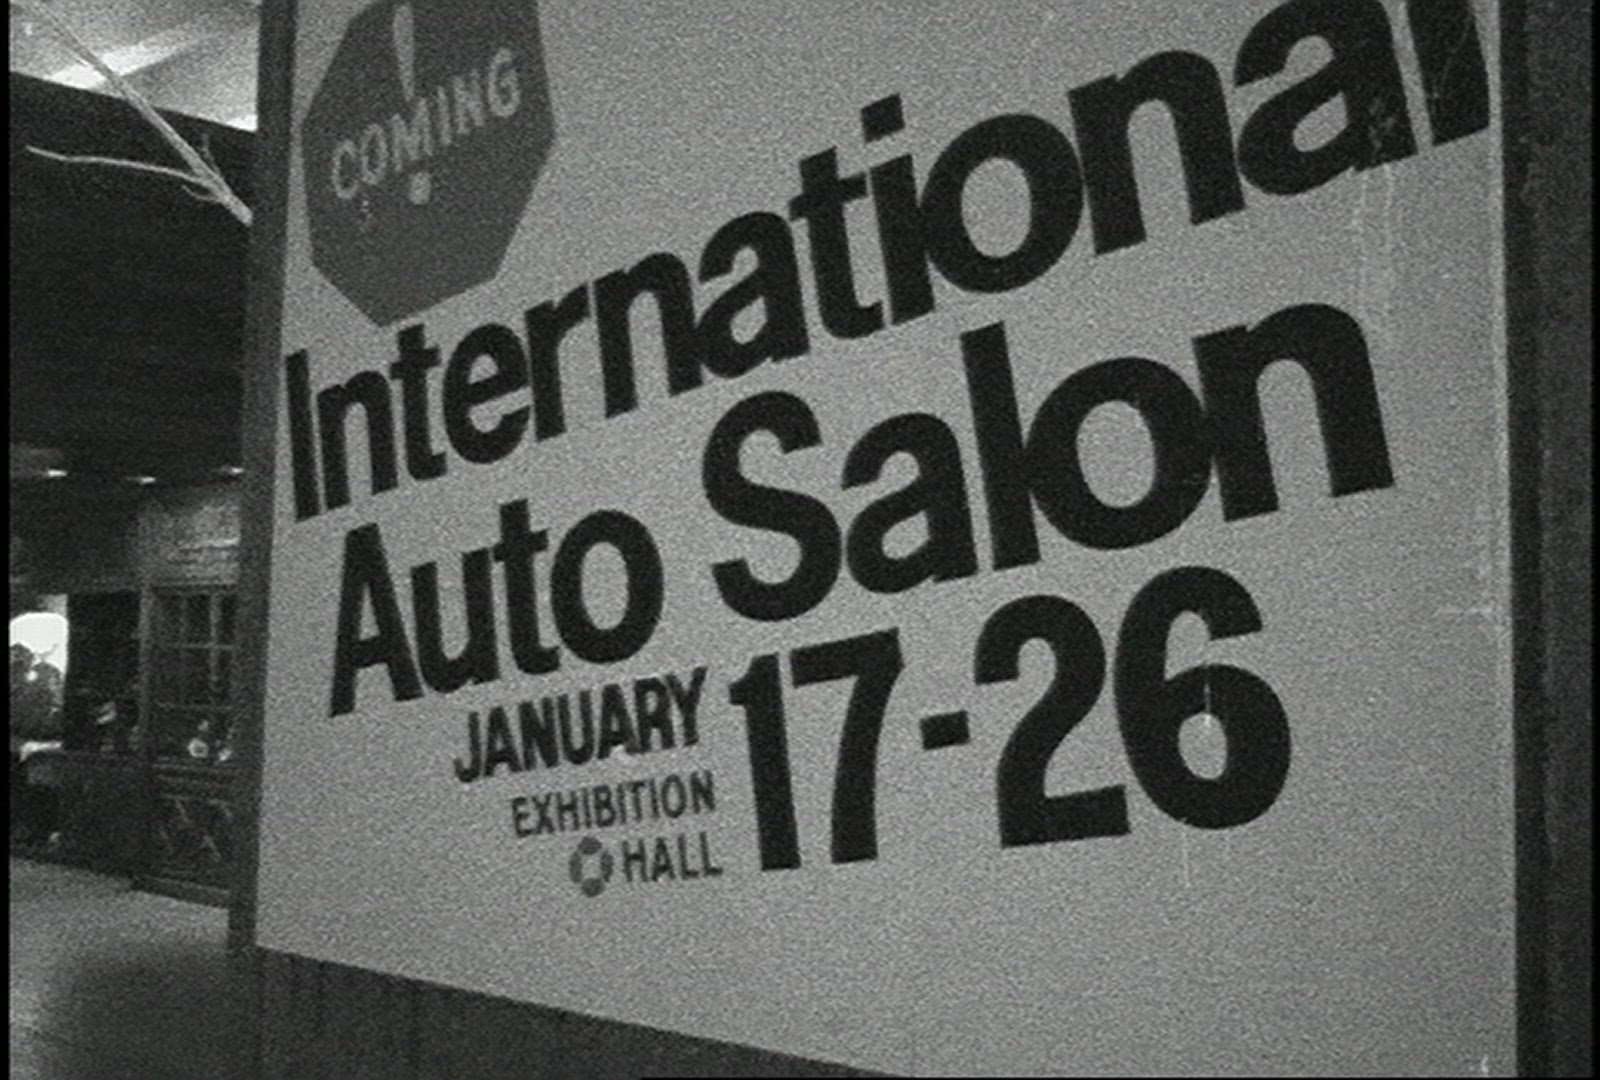 ! COMING
International
Auto Salon
JANUARY 17-26
EXHIBITION
HALL